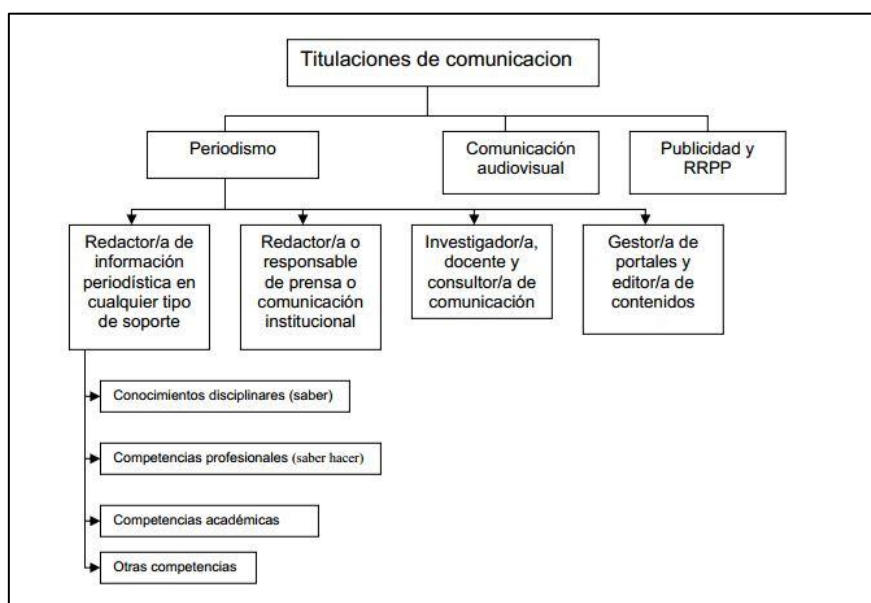 Titulaciones de comunicacion
Periodismo
Comunicación
audiovisual
Publicidad y
RRPP
Redactor/a de
información
periodística en
cualquier tipo
de soporte
Redactor/a o
responsable
de prensa o
comunicación
institucional
Investigador/a,
docente y
consultor/a de
comunicación
Gestor/a de
portales y
editor/a de
contenidos
Conocimientos disciplinares (saber)
Competencias profesionales (saber hacer)
Competencias académicas
Otras competencias